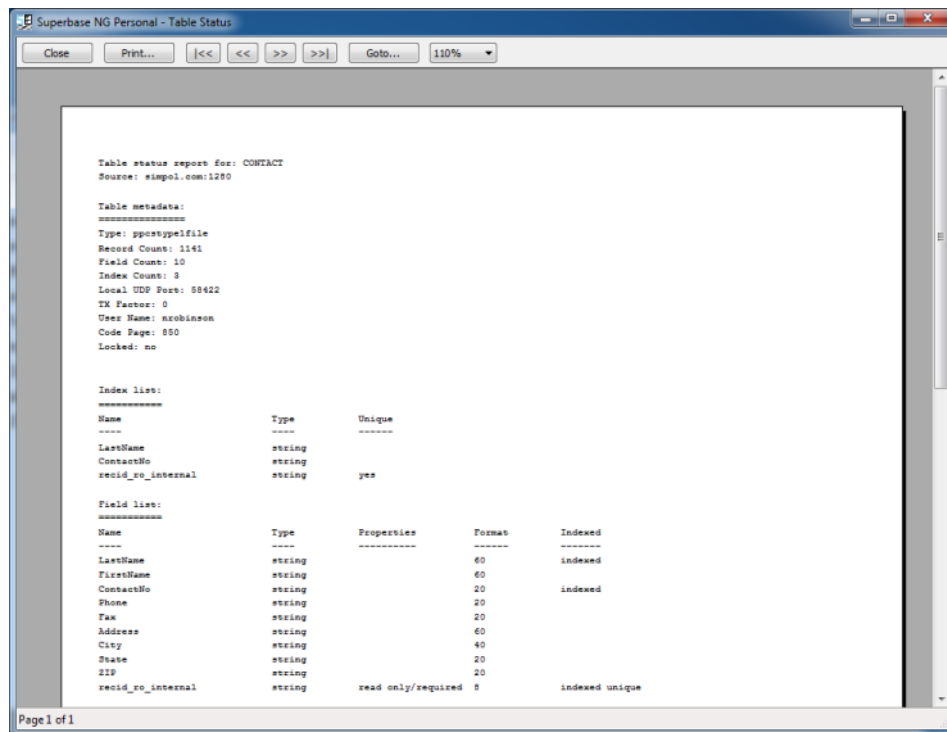 Superbase NG Personal - Table Status
Close Print... |<< << >> >>| Goto... 110%
Table status report for: CONTACT
Source: simpol.com:1280
Table metadata:
===============
Type: ppcstype1file
Record Count: 1141
Field Count: 10
Index Count: 3
Local UDP Port: 58422
TX Factor: 0
User Name: nrobinson
Code Page: 850
Locked: no
Index list:
===========
Name Type Unique
---- ---- ------
LastName string
ContactNo string
recid_ro_internal string yes
Field list:
===========
Name Type Properties Format Indexed
---- ---- ---------- ------ -------
LastName string 60 indexed
FirstName string 60
ContactNo string 20 indexed
Phone string 20
Fax string 20
Address string 60
City string 40
State string 20
ZIP string 20
recid_ro_internal string read only/required 8 indexed unique
Page 1 of 1